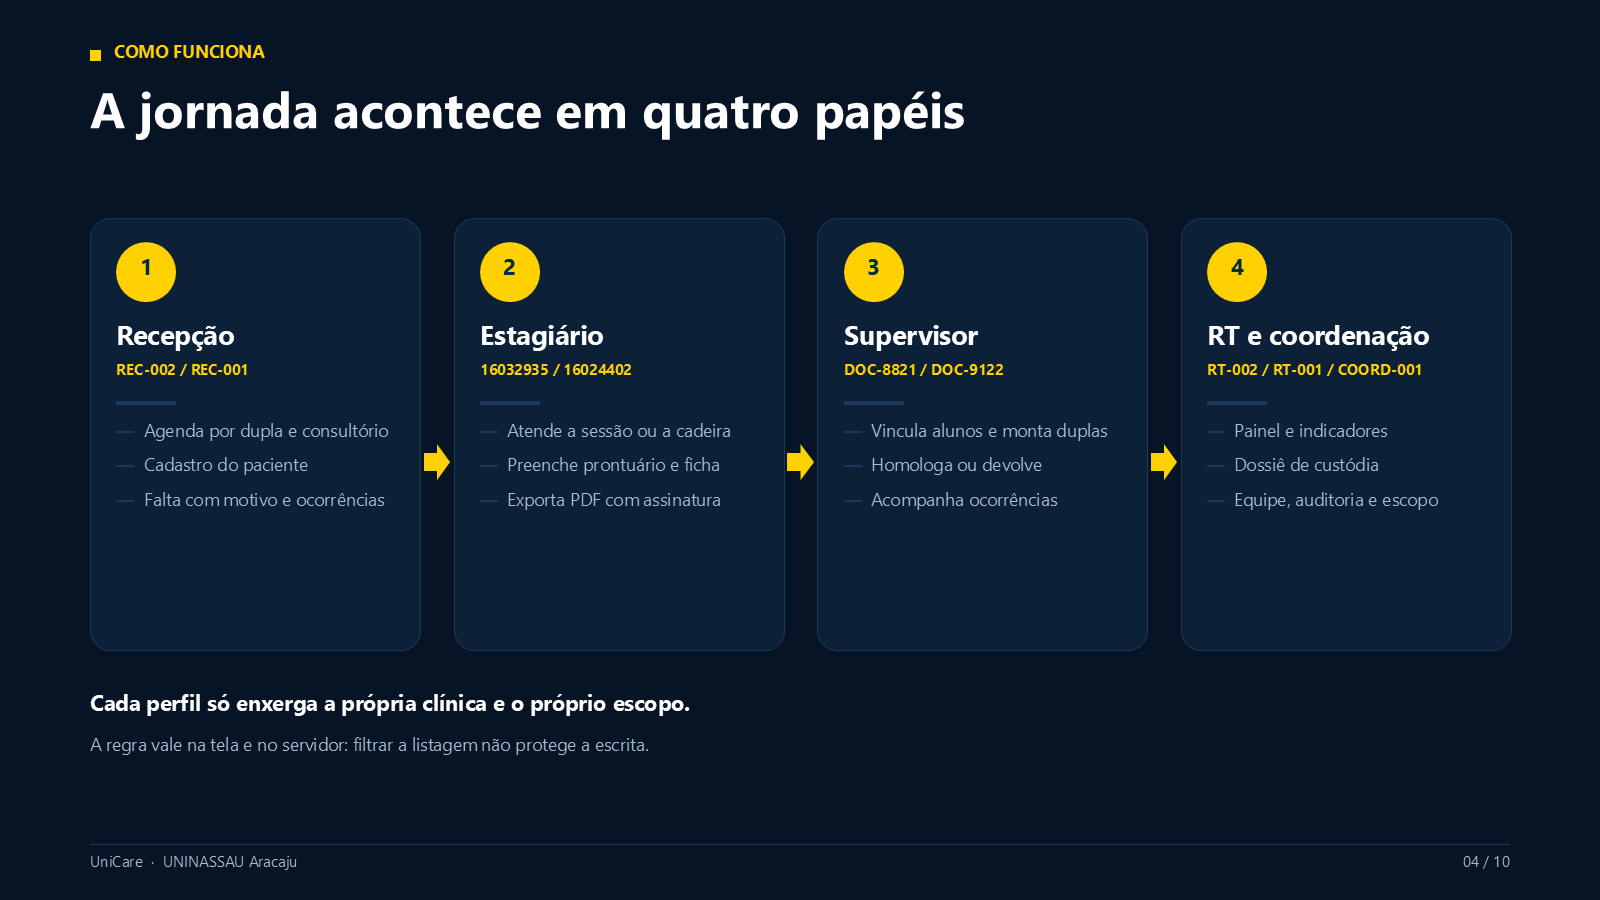 COMO FUNCIONA
A jornada acontece em quatro papéis
1
Recepção
REC-002 / REC-001
— Agenda por dupla e consultório
— Cadastro do paciente
— Falta com motivo e ocorrências
2
Estagiário
16032935 / 16024402
— Atende a sessão ou a cadeira
— Preenche prontuário e ficha
— Exporta PDF com assinatura
3
Supervisor
DOC-8821 / DOC-9122
— Vincula alunos e monta duplas
— Homologa ou devolve
— Acompanha ocorrências
4
RT e coordenação
RT-002 / RT-001 / COORD-001
— Painel e indicadores
— Dossiê de custódia
— Equipe, auditoria e escopo
Cada perfil só enxerga a própria clínica e o próprio escopo.
A regra vale na tela e no servidor: filtrar a listagem não protege a escrita.
UniCare · UNINASSAU Aracaju
04 / 10